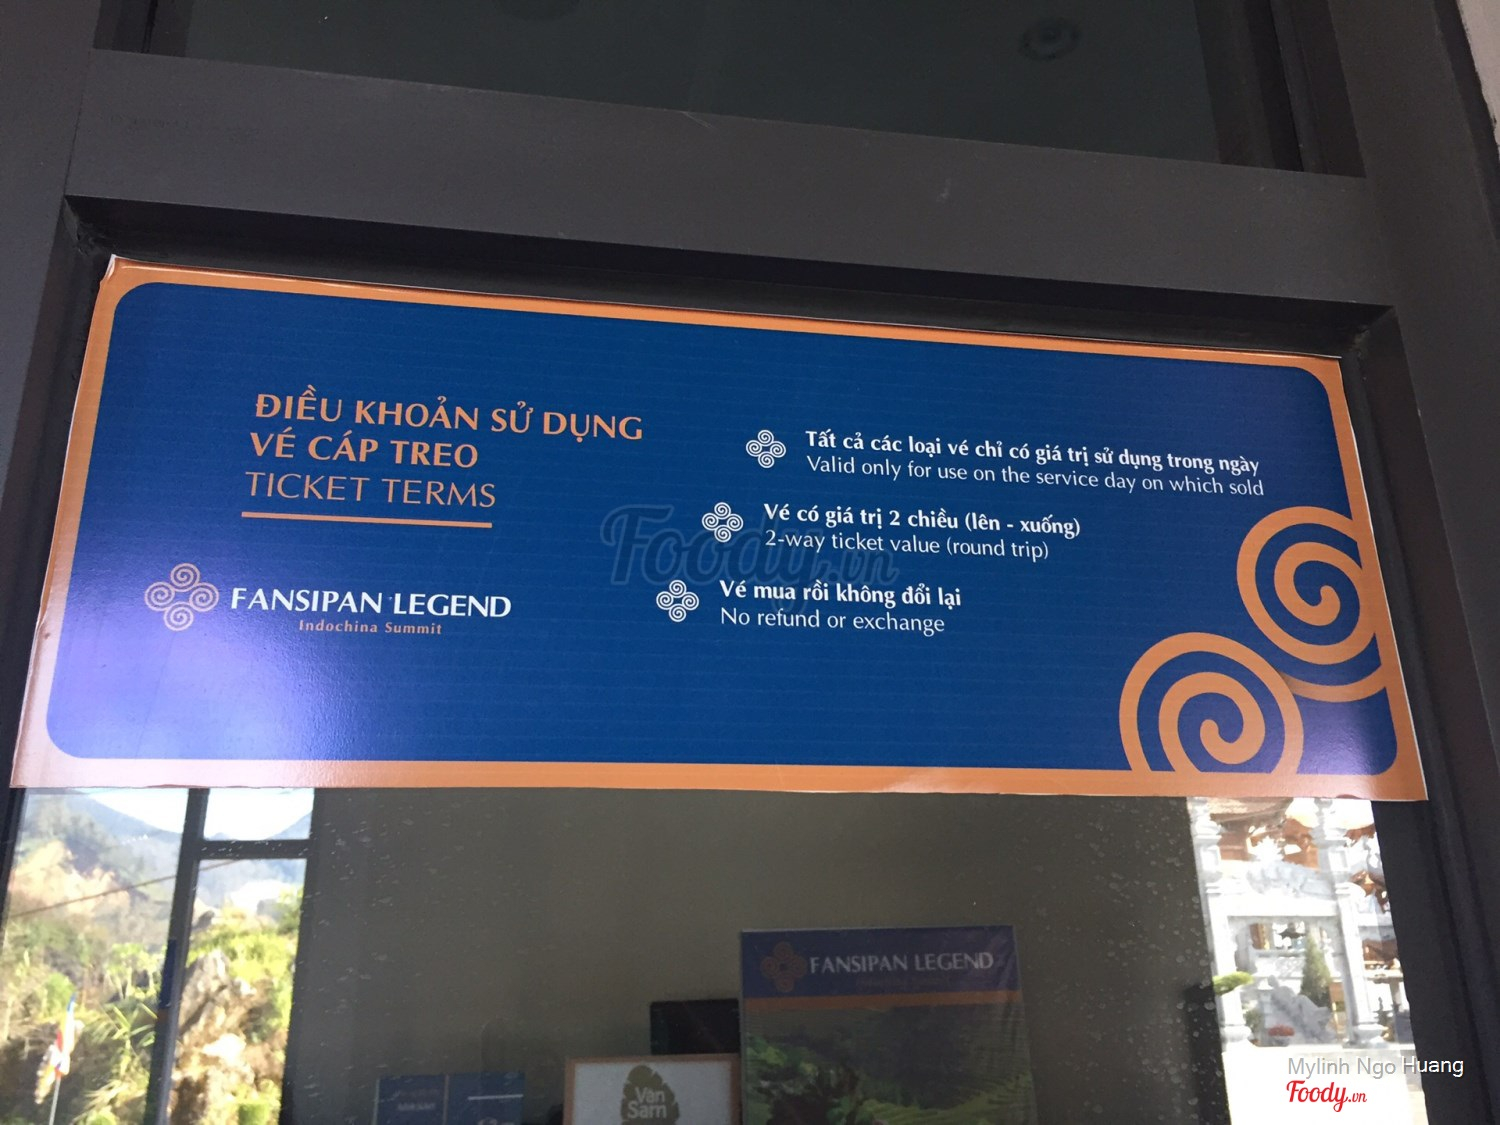 ĐIỀU KHOẢN SỬ DỤNG
VÉ CÁP TREO
TICKET TERMS
FANSIPAN LEGEND
Indochina Summit
Tất cả các loại vé chỉ có giá trị sử dụng trong ngày
Valid only for use on the service day on which sold
Vé có giá trị 2 chiều (lên - xuống)
2-way ticket value (round trip)
Vé mua rồi không đổi lại
No refund or exchange
Foody.vn
FANSIPAN LEGEND
Vân
Sam
Mylinh Ngo Huang
Foody.vn